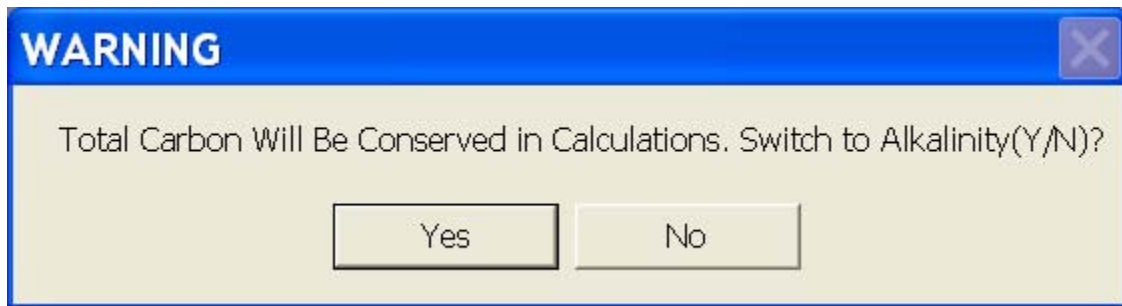 WARNING
Total Carbon Will Be Conserved in Calculations. Switch to Alkalinity(Y/N)?
Yes
No